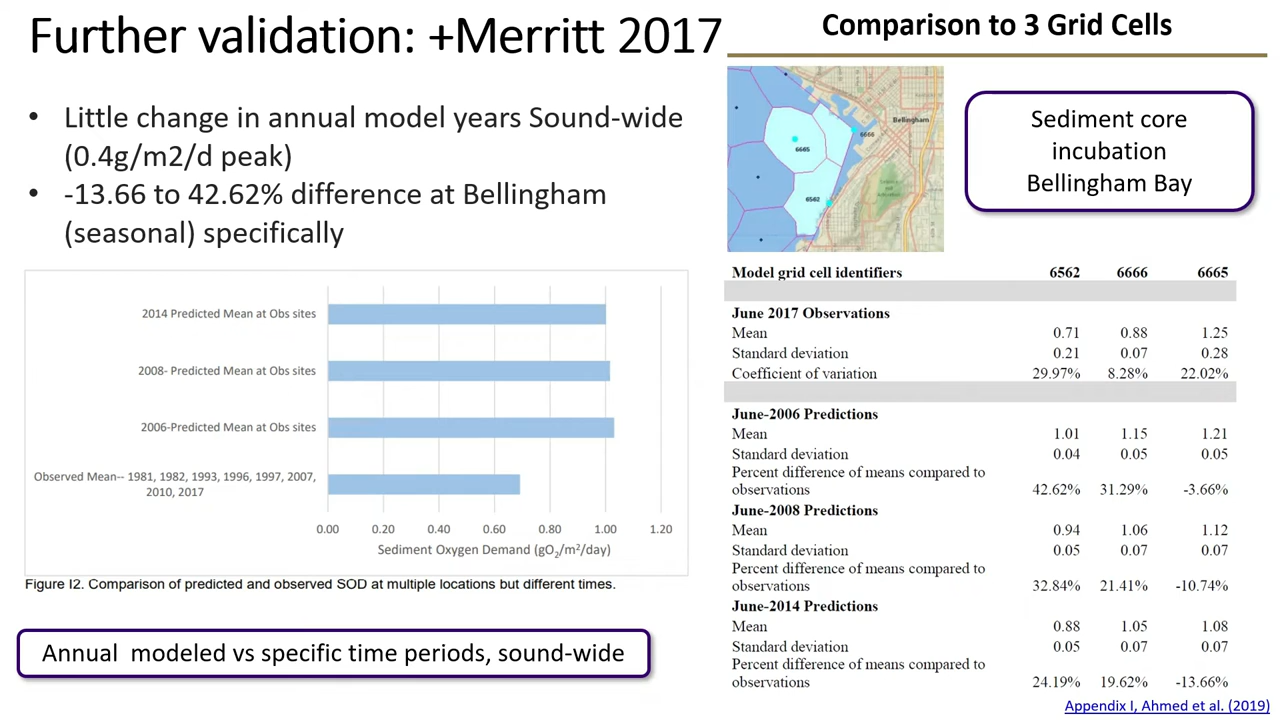 Further validation: +Merritt 2017
Comparison to 3 Grid Cells
• Little change in annual model years Sound-wide
(0.4g/m2/d peak)
• -13.66 to 42.62% difference at Bellingham
(seasonal) specifically
6666
Bellingham
6665
6562
Sediment core
incubation
Bellingham Bay
2014 Predicted Mean at Obs sites
2008- Predicted Mean at Obs sites
2006-Predicted Mean at Obs sites
Observed Mean-- 1981, 1982, 1993, 1996, 1997, 2007,
2010, 2017
0.00 0.20 0.40 0.60 0.80 1.00 1.20
Sediment Oxygen Demand (gO₂/m²/day)
Figure I2. Comparison of predicted and observed SOD at multiple locations but different times.
Annual modeled vs specific time periods, sound-wide
Model grid cell identifiers 6562 6666 6665
June 2017 Observations
Mean 0.71 0.88 1.25
Standard deviation 0.21 0.07 0.28
Coefficient of variation 29.97% 8.28% 22.02%
June-2006 Predictions
Mean 1.01 1.15 1.21
Standard deviation 0.04 0.05 0.05
Percent difference of means compared to
observations 42.62% 31.29% -3.66%
June-2008 Predictions
Mean 0.94 1.06 1.12
Standard deviation 0.05 0.07 0.07
Percent difference of means compared to
observations 32.84% 21.41% -10.74%
June-2014 Predictions
Mean 0.88 1.05 1.08
Standard deviation 0.05 0.07 0.07
Percent difference of means compared to
observations 24.19% 19.62% -13.66%
Appendix I, Ahmed et al. (2019)